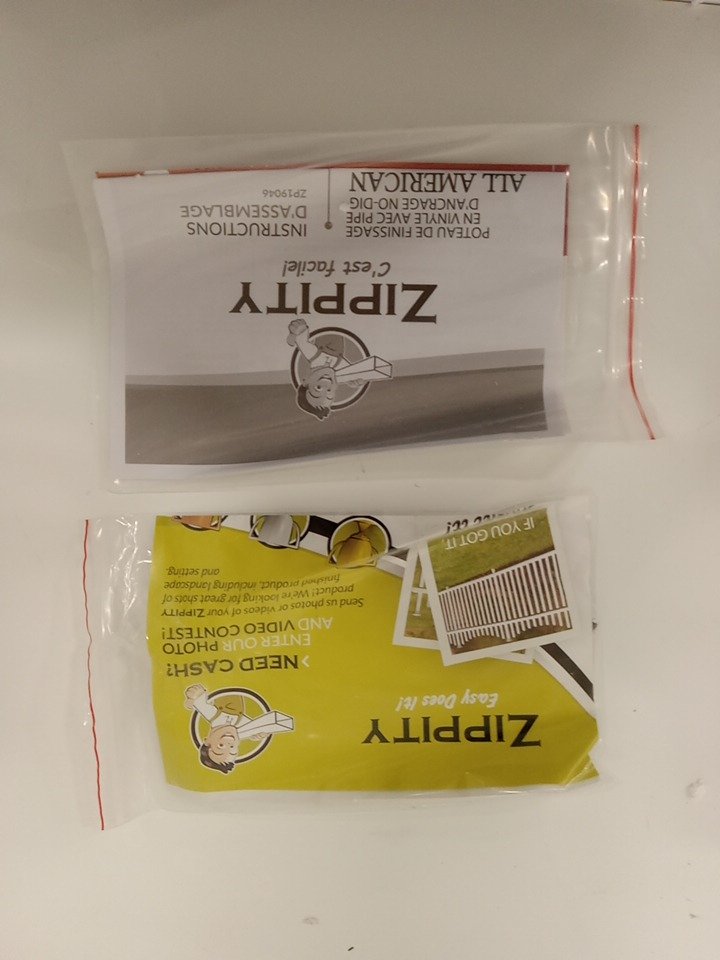 ZIPPITY
Easy Does It!
> NEED CASH?
ENTER OUR PHOTO
AND VIDEO CONTEST!
Send us photos or videos of your ZIPPITY
product! We're looking for great shots of
finished product, including landscape
and setting.
IF YOU GOT IT
IT!
ZIPPITY
C'est facile!
POTEAU DE FINISSAGE
EN VINYLE AVEC PIPE
D'ANCRAGE NO-DIG
ALL AMERICAN
INSTRUCTIONS
D'ASSEMBLAGE
ZP19046